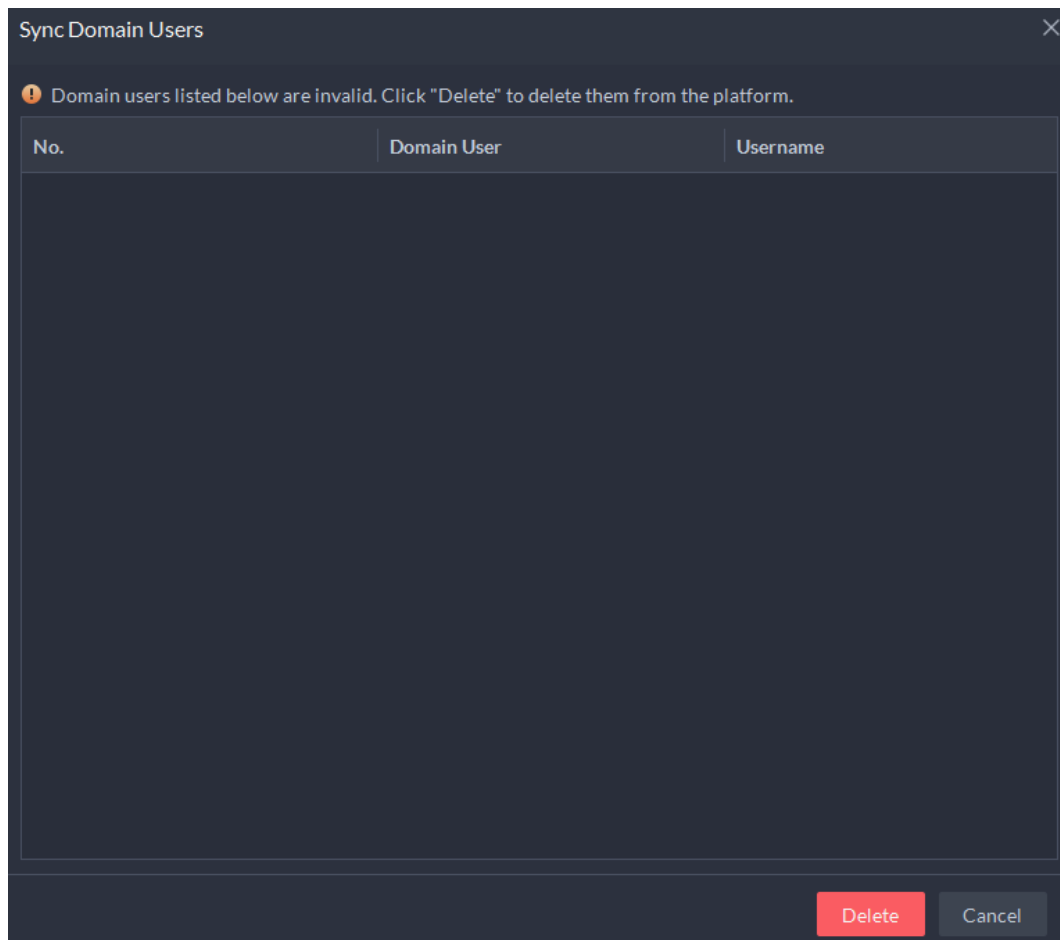 Sync Domain Users
Domain users listed below are invalid. Click "Delete" to delete them from the platform.
No. Domain User Username
Delete Cancel